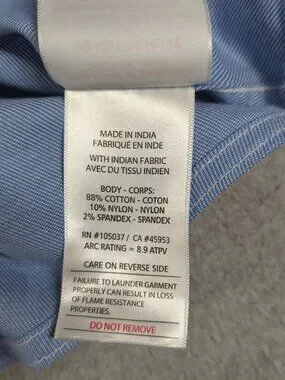 MADE IN INDIA
FABRIQUÉ EN INDE
WITH INDIAN FABRIC
AVEC DU TISSU INDIEN
BODY - CORPS:
88% COTTON - COTON
10% NYLON - NYLON
2% SPANDEX - SPANDEX
RN #105037 / CA #45953
ARC RATING = 8.9 ATPV
CARE ON REVERSE SIDE
FAILURE TO LAUNDER GARMENT
PROPERLY CAN RESULT IN LOSS
OF FLAME RESISTANCE
PROPERTIES.
DO NOT REMOVE